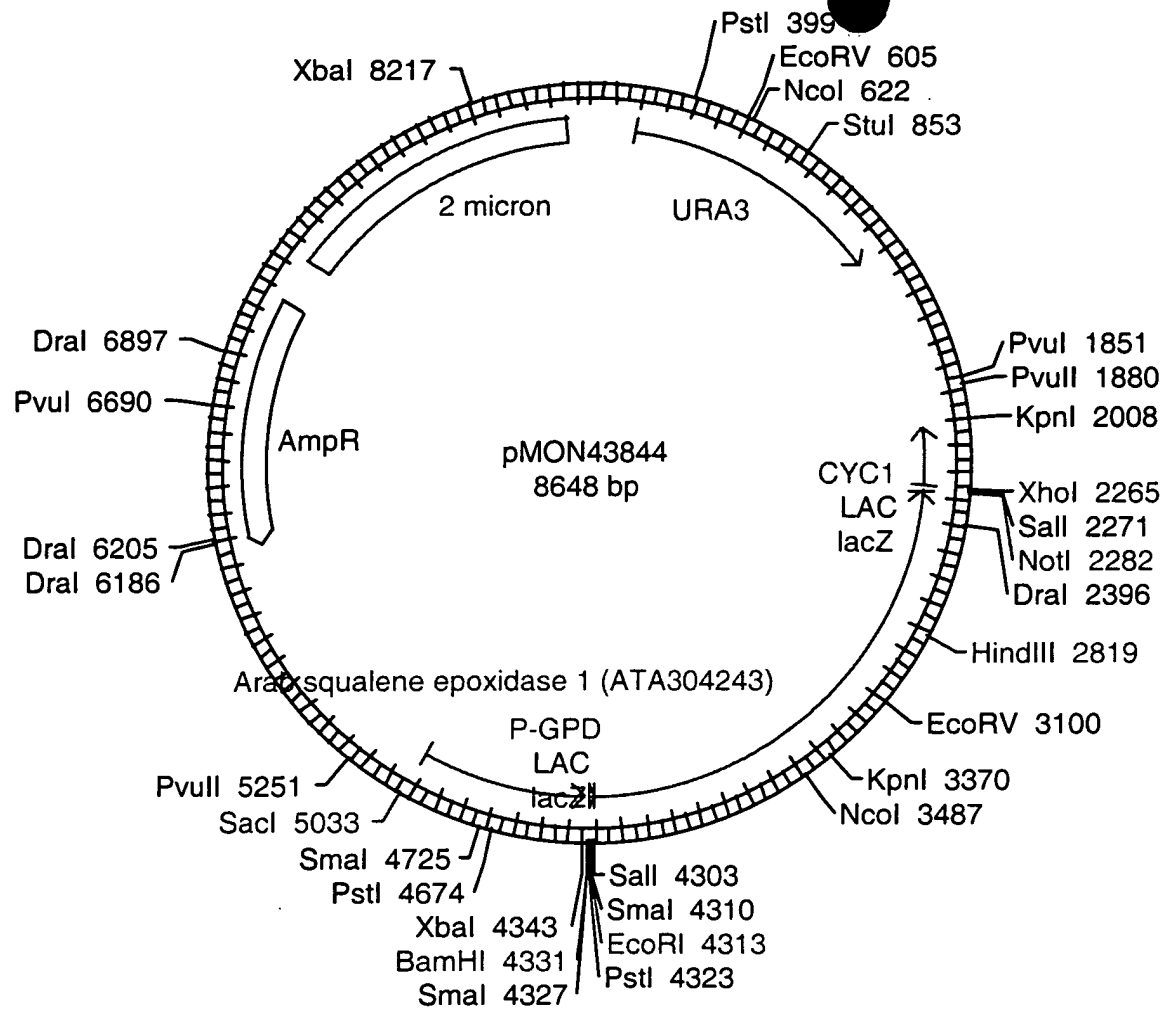 PstI 399
EcoRV 605
NcoI 622
StuI 853
XbaI 8217
2 micron
URA3
DraI 6897
PvuI 6690
AmpR
pMON43844
8648 bp
PvuI 1851
PvuII 1880
KpnI 2008
CYC1
LAC
lacZ
XhoI 2265
SalI 2271
NotI 2282
DraI 2396
DraI 6205
DraI 6186
HindIII 2819
Arab squalene epoxidase 1 (ATA304243)
EcoRV 3100
P-GPD
LAC
lacZ
KpnI 3370
NcoI 3487
PvuII 5251
SacI 5033
SmaI 4725
PstI 4674
XbaI 4343
BamHI 4331
SmaI 4327
SalI 4303
SmaI 4310
EcoRI 4313
PstI 4323